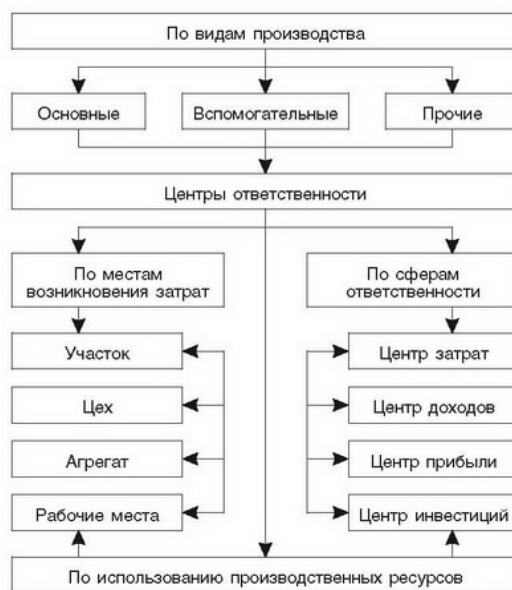 По видам производства
Основные
Вспомогательные
Прочие
Центры ответственности
По местам
возникновения затрат
По сферам
ответственности
Участок
Центр затрат
Цех
Центр доходов
Агрегат
Центр прибыли
Рабочие места
Центр инвестиций
По использованию производственных ресурсов